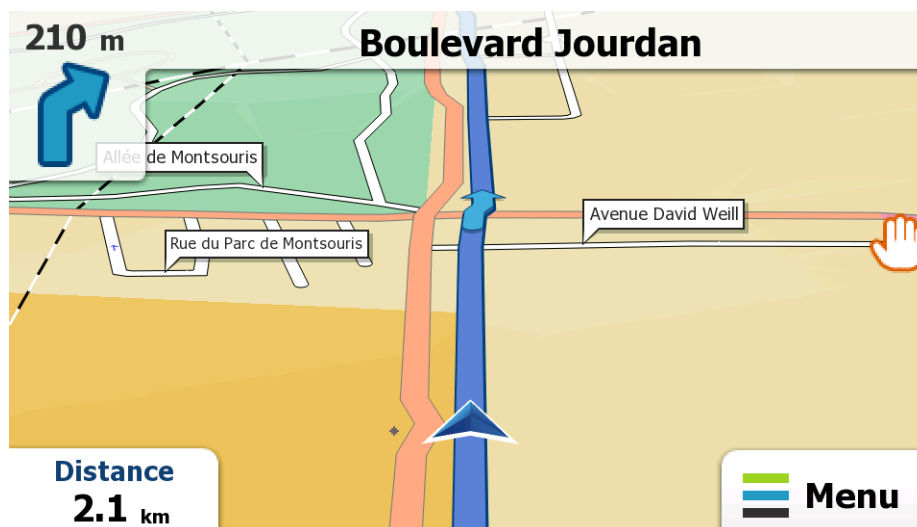 210 m
Boulevard Jourdan
Allée de Montsouris
Avenue David Weill
Rue du Parc de Montsouris
Distance
2.1 km
Menu